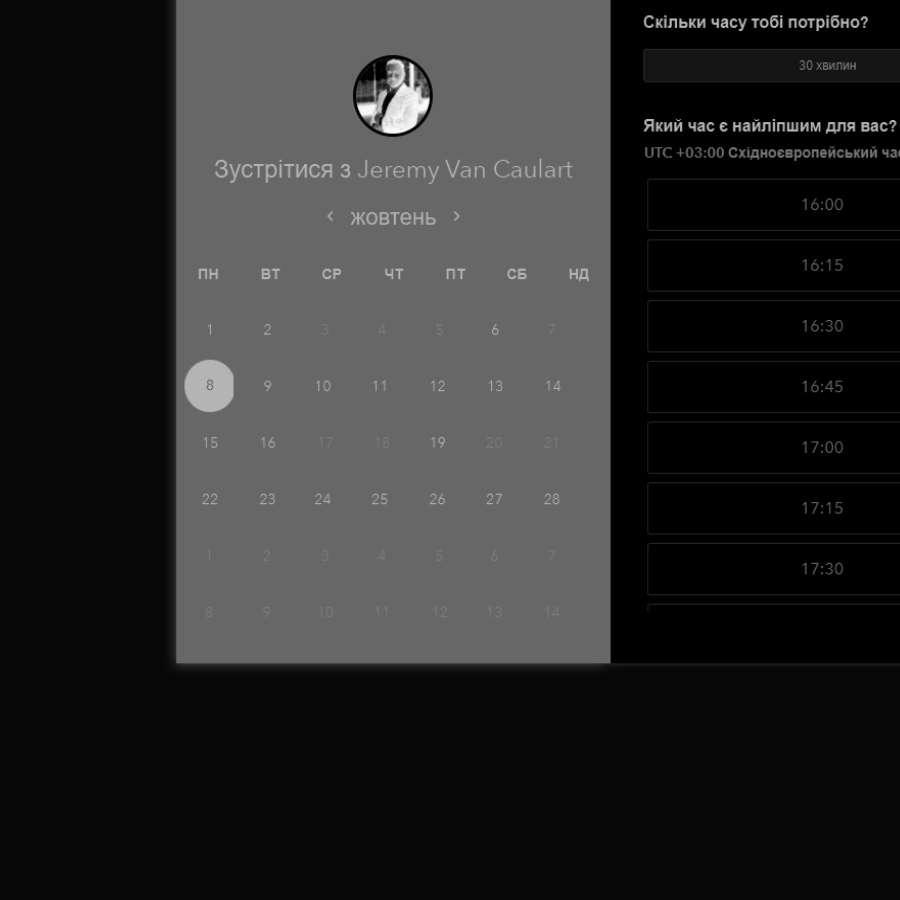 Зустрітися з Jeremy Van Caulart
жовтень
ПН ВТ СР ЧТ ПТ СБ НД
1 2 3 4 5 6 7
8 9 10 11 12 13 14
15 16 17 18 19 20 21
22 23 24 25 26 27 28
1 2 3 4 5 6 7
8 9 10 11 12 13 14
Скільки часу тобі потрібно?
30 хвилин
Який час є найліпшим для вас?
UTC +03:00 Східноєвропейський
16:00
16:15
16:30
16:45
17:00
17:15
17:30